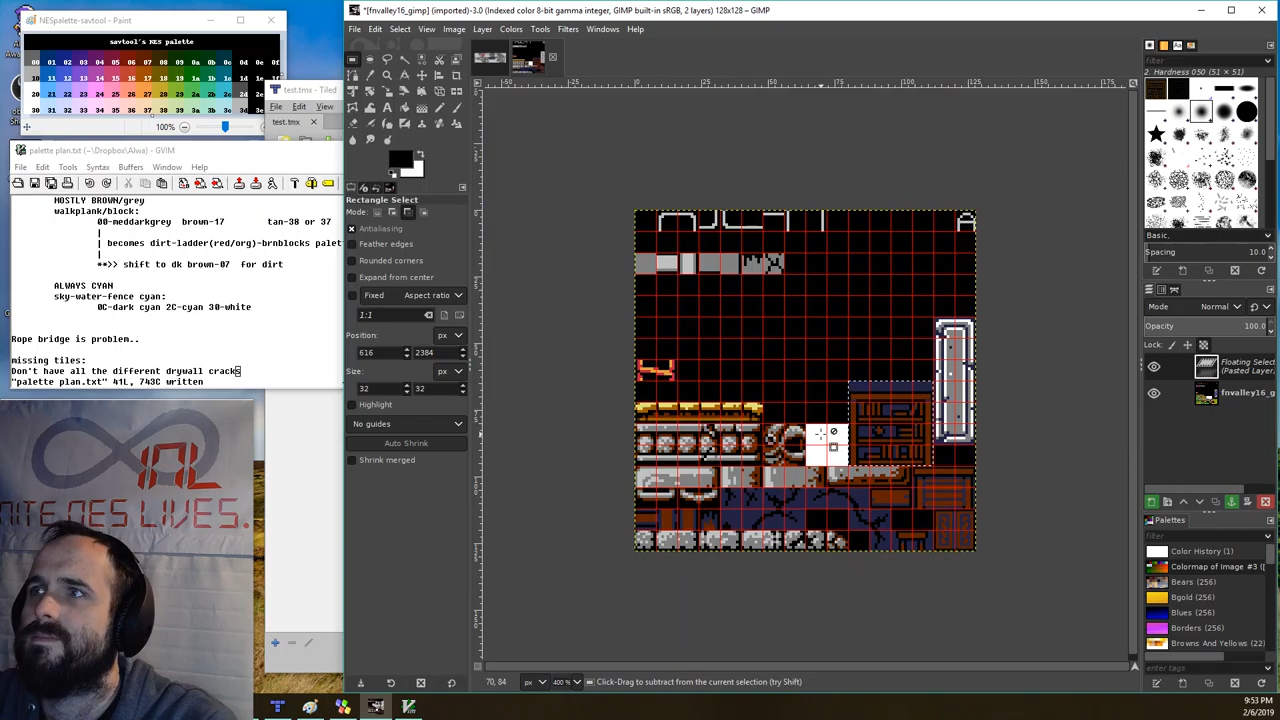 NESpalette-savtool - Paint
savtool's NES palette
00 01 02 03 04 05 06 07 08 09 0a 0b 0c 0d 0e 0f
10 11 12 13 14 15 16 17 18 19 1a 1b 1c 1d 1e 1f
20 21 22 23 24 25 26 27 28 29 2a 2b 2c 2d 2e 2f
30 31 32 33 34 35 36 37 38 39 3a 3b 3c 3d 3e 3f
100%
test.tmx - Tiled
File Edit View
test.tmx
palette plan.txt (~\Dropbox\Alwa) - GVIM
File Edit Tools Syntax Buffers Window Help
MOSTLY BROWN/grey
walkplank/block:
00-meddarkgrey brown-17 tan-38 or 37
|
| becomes dirt-ladder(red/org)-brnblocks palet
|
**>> shift to dk brown-07 for dirt
ALWAYS CYAN
sky-water-fence cyan:
0C-dark cyan 2C-cyan 30-white
Rope bridge is problem..
missing tiles:
Don't have all the different drywall cracks
"palette plan.txt" 41L, 743C written
*[fnvalley16_gimp] (imported)-3.0 (Indexed color 8-bit gamma integer, GIMP built-in sRGB, 2 layers) 128x128 – GIMP
File Edit Select View Image Layer Colors Tools Filters Windows Help
Rectangle Select
Mode:
Antialiasing
Feather edges
Rounded corners
Expand from center
Fixed Aspect ratio
1:1
Position: px
616 2384
Size: px
32 32
Highlight
No guides
Auto Shrink
Shrink merged
70, 84 px 400 % Click-Drag to subtract from the current selection (try Shift)
filter
2. Hardness 050 (51 × 51)
Basic,
Spacing 10.0
Mode Normal
Opacity 100.0
Lock:
Floating Selec
(Pasted Layer)
fnvalley16_g
Palettes
filter
Color History (1)
Colormap of Image #3 (
Bears (256)
Bgold (256)
Blues (256)
Borders (256)
Browns And Yellows (22)
enter tags
NES LIVES.
9:53 PM
2/6/2019